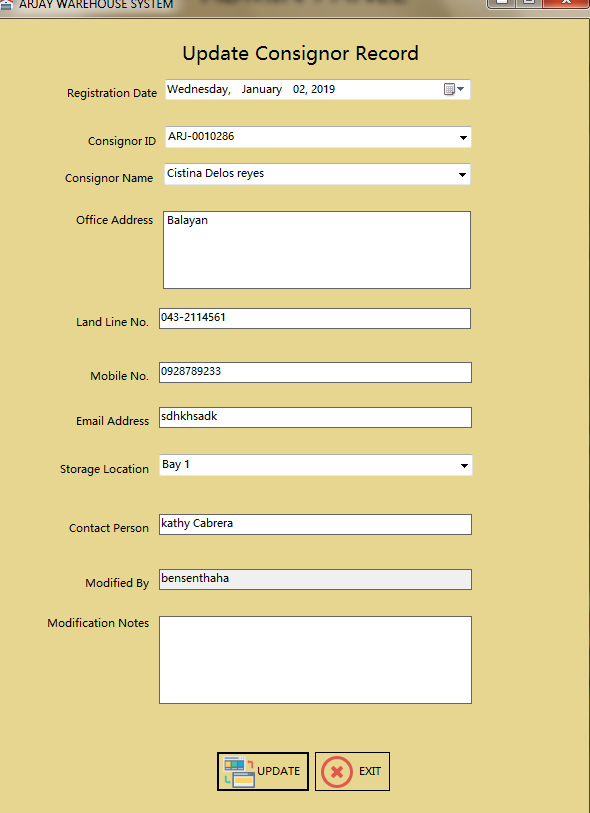 ARJAY WAREHOUSE SYSTEM
Update Consignor Record
Registration Date Wednesday, January 02, 2019
Consignor ID ARJ-0010286
Consignor Name Cistina Delos reyes
Office Address Balayan
Land Line No. 043-2114561
Mobile No. 0928789233
Email Address sdhkhsadk
Storage Location Bay 1
Contact Person kathy Cabrera
Modified By bensenthaha
Modification Notes
UPDATE EXIT